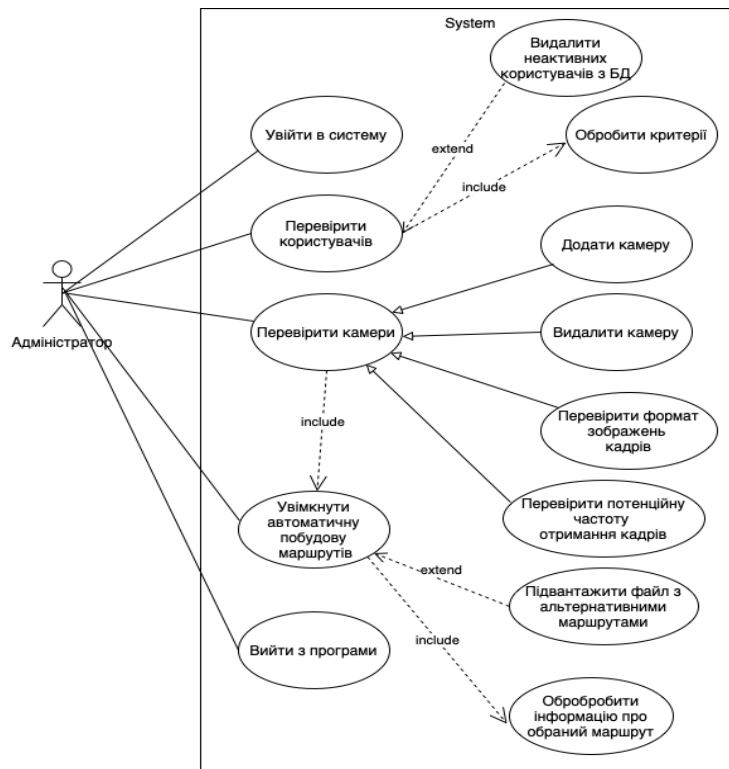 System
Видалити
неактивних
користувачів з БД
Увійти в систему
Обробити критерії
extend
include
Перевірити
користувачів
Додати камеру
Адміністратор
Перевірити камери
Видалити камеру
include
Перевірити формат
зображень
кадрів
Увімкнути
автоматичну
побудову
маршрутів
Перевірити потенційну
частоту
отримання кадрів
extend
Підвантажити файл з
альтернативними
маршрутами
include
Вийти з програми
Обробробити
інформацію про
обраний маршрут